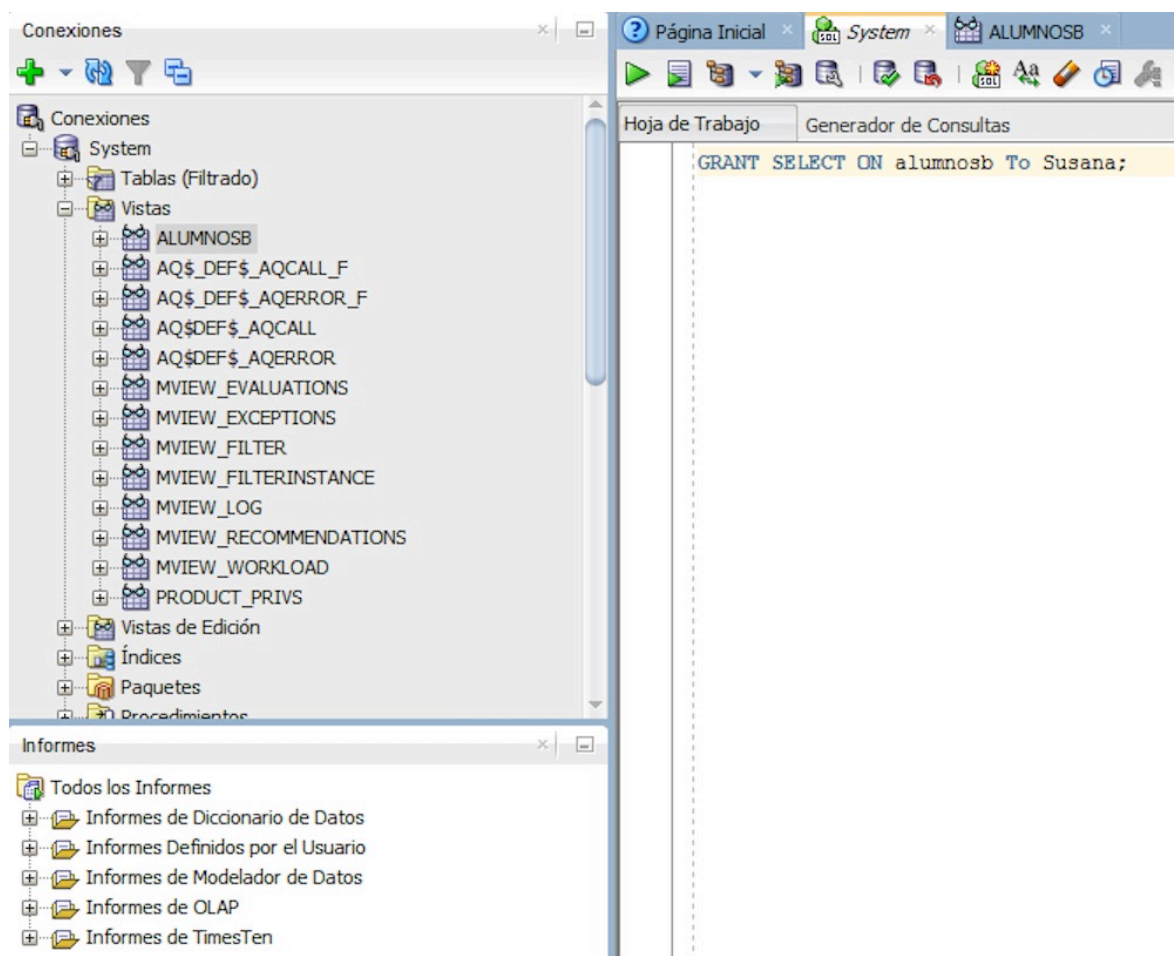 Conexiones
Conexiones
System
Tablas (Filtrado)
Vistas
ALUMNOSB
AQ$_DEF$_AQCALL_F
AQ$_DEF$_AQERROR_F
AQ$DEF$_AQCALL
AQ$DEF$_AQERROR
MVIEW_EVALUATIONS
MVIEW_EXCEPTIONS
MVIEW_FILTER
MVIEW_FILTERINSTANCE
MVIEW_LOG
MVIEW_RECOMMENDATIONS
MVIEW_WORKLOAD
PRODUCT_PRIVS
Vistas de Edición
Índices
Paquetes
Procedimientos
Informes
Todos los Informes
Informes de Diccionario de Datos
Informes Definidos por el Usuario
Informes de Modelador de Datos
Informes de OLAP
Informes de TimesTen
Página Inicial
System
ALUMNOSB
Hoja de Trabajo
Generador de Consultas
GRANT SELECT ON alumnosb To Susana;